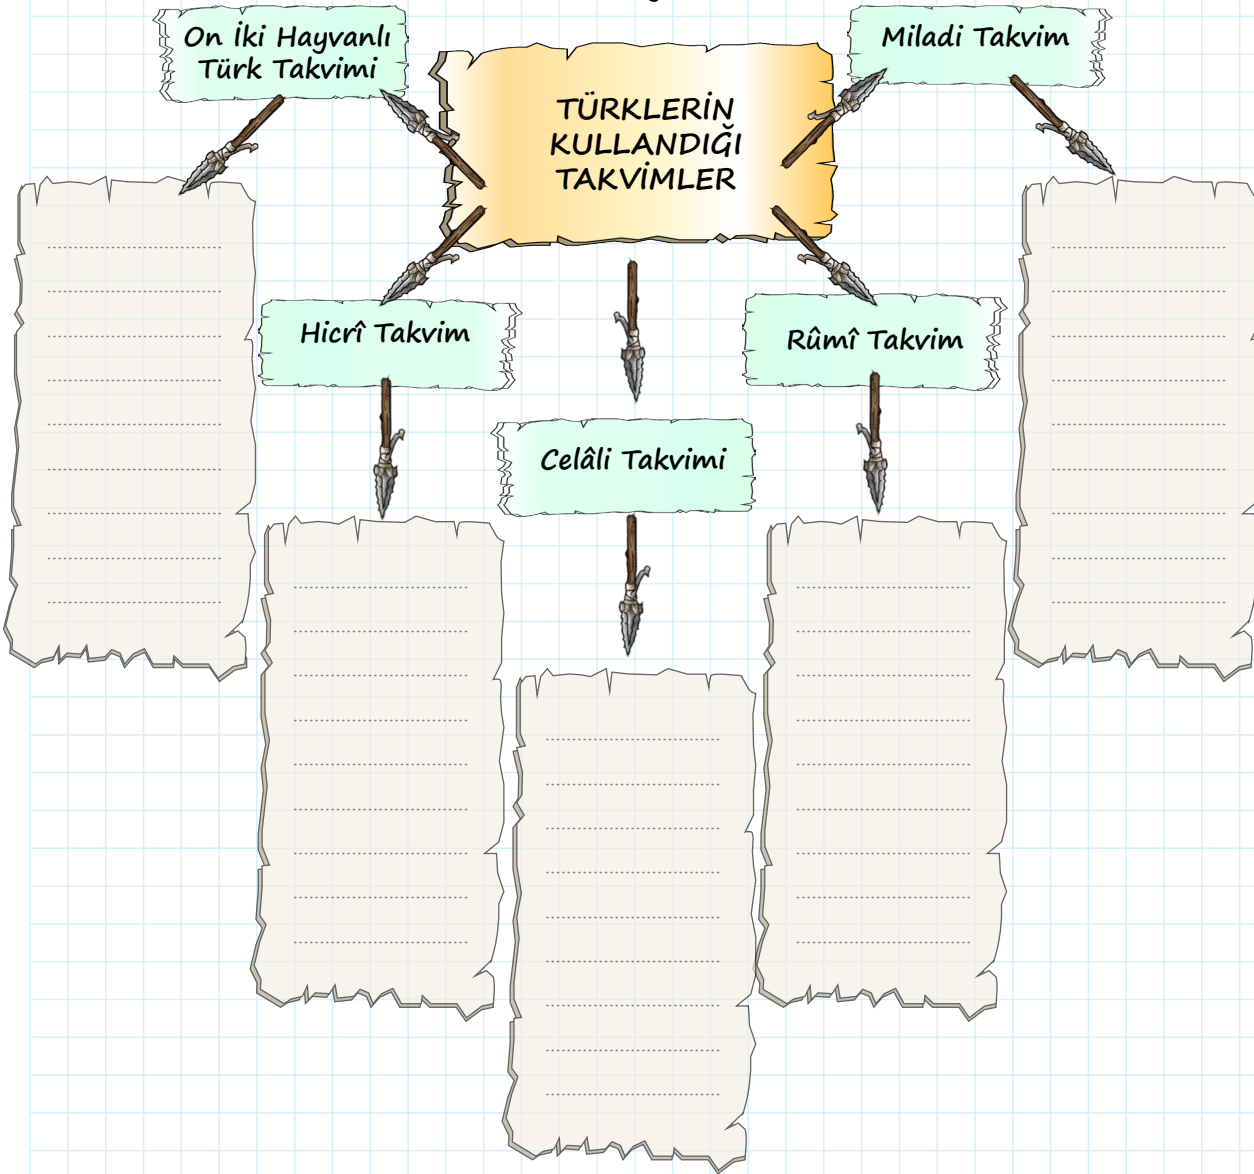 On İki Hayvanlı
Türk Takvimi
TÜRKLERİN
KULLANDIĞI
TAKVİMLER
Miladi Takvim
Hicrî Takvim
Rûmî Takvim
Celâli Takvimi